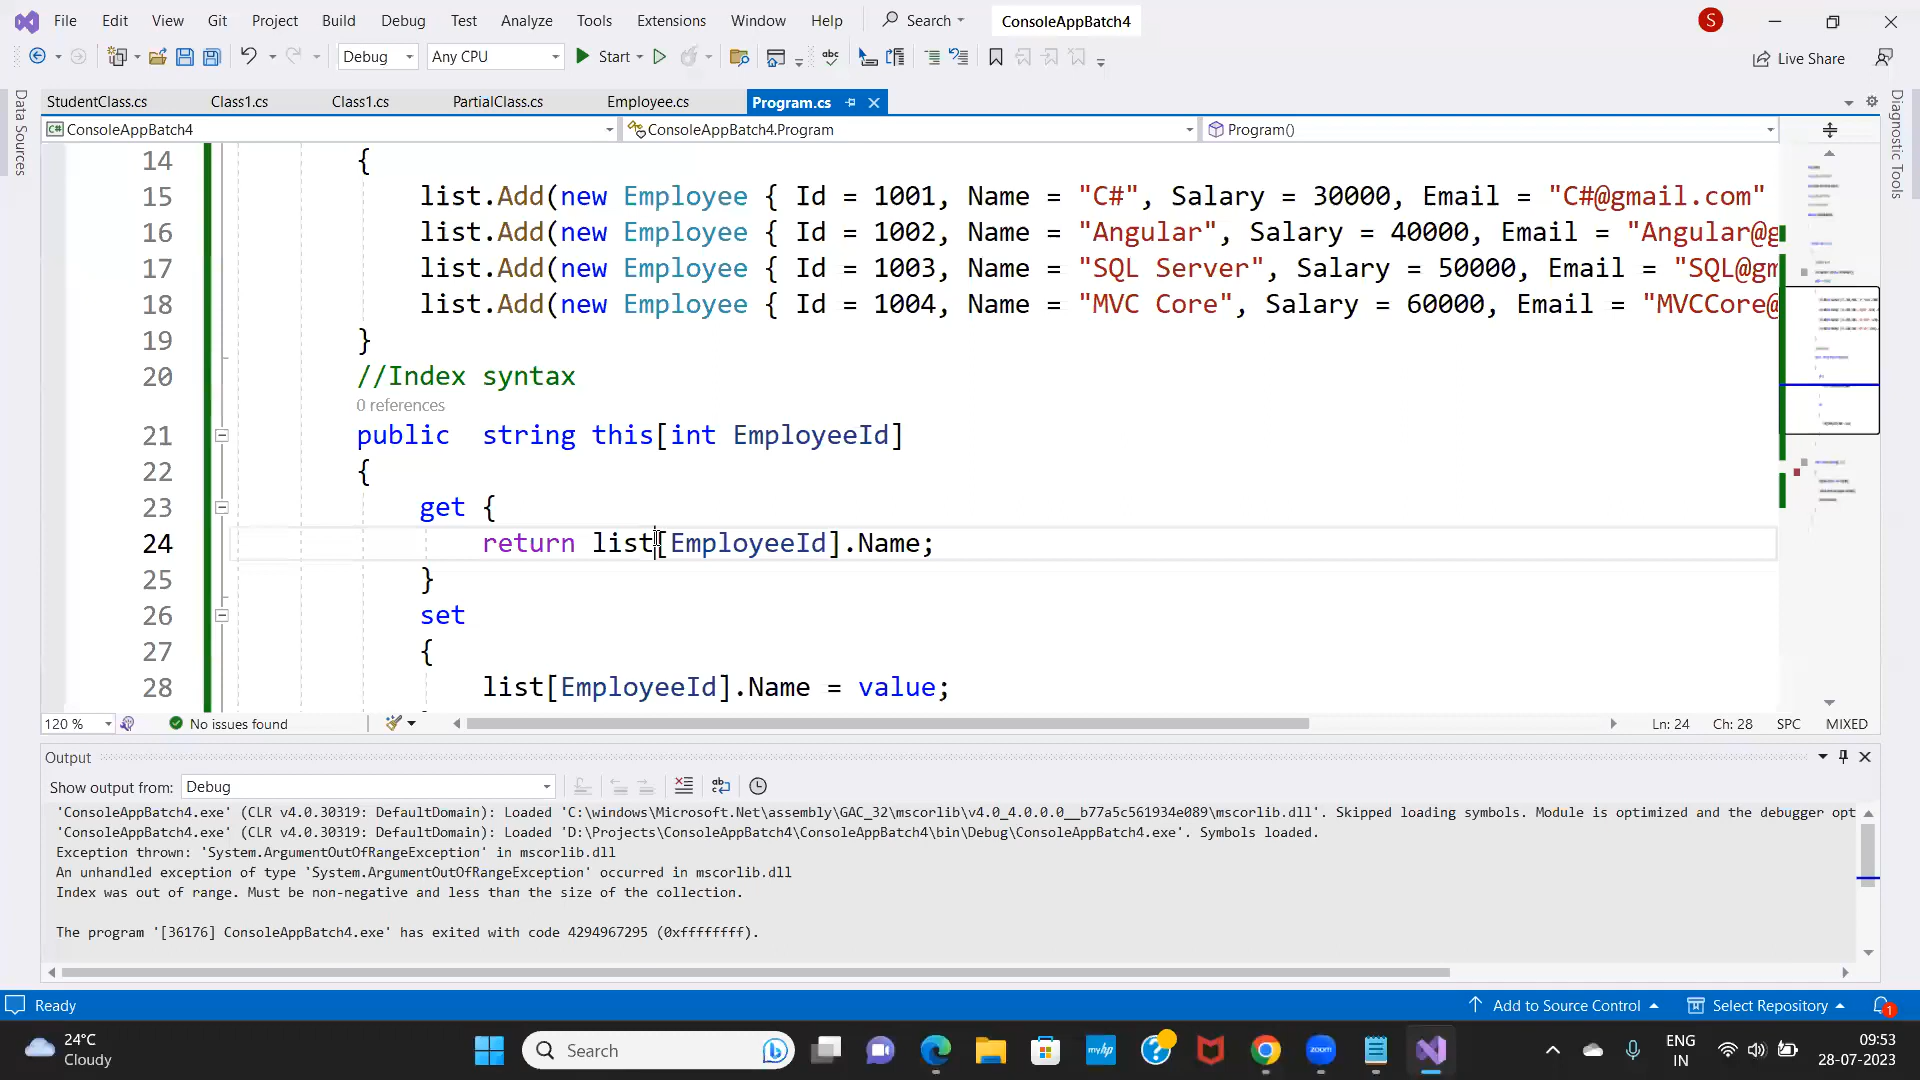 File Edit View Git Project Build Debug Test Analyze Tools Extensions Window Help Search ConsoleAppBatch4 S
Debug Any CPU Start Live Share
StudentClass.cs Class1.cs Class1.cs PartialClass.cs Employee.cs Program.cs
ConsoleAppBatch4 ConsoleAppBatch4.Program Program()
Data Sources
Diagnostic Tools
14 {
15 list.Add(new Employee { Id = 1001, Name = "C#", Salary = 30000, Email = "C#@gmail.com"
16 list.Add(new Employee { Id = 1002, Name = "Angular", Salary = 40000, Email = "Angular@g
17 list.Add(new Employee { Id = 1003, Name = "SQL Server", Salary = 50000, Email = "SQL@gm
18 list.Add(new Employee { Id = 1004, Name = "MVC Core", Salary = 60000, Email = "MVCCore@
19 }
20 //Index syntax
0 references
21 public string this[int EmployeeId]
22 {
23 get {
24 return list[EmployeeId].Name;
25 }
26 set
27 {
28 list[EmployeeId].Name = value;
120 % No issues found Ln: 24 Ch: 28 SPC MIXED
Output
Show output from: Debug
'ConsoleAppBatch4.exe' (CLR v4.0.30319: DefaultDomain): Loaded 'C:\windows\Microsoft.Net\assembly\GAC_32\mscorlib\v4.0_4.0.0.0__b77a5c561934e089\mscorlib.dll'. Skipped loading symbols. Module is optimized and the debugger opt
'ConsoleAppBatch4.exe' (CLR v4.0.30319: DefaultDomain): Loaded 'D:\Projects\ConsoleAppBatch4\ConsoleAppBatch4\bin\Debug\ConsoleAppBatch4.exe'. Symbols loaded.
Exception thrown: 'System.ArgumentOutOfRangeException' in mscorlib.dll
An unhandled exception of type 'System.ArgumentOutOfRangeException' occurred in mscorlib.dll
Index was out of range. Must be non-negative and less than the size of the collection.
The program '[36176] ConsoleAppBatch4.exe' has exited with code 4294967295 (0xffffffff).
Ready Add to Source Control Select Repository 1
24°C
Cloudy
Search
myhp
zoom
ENG
IN
09:53
28-07-2023